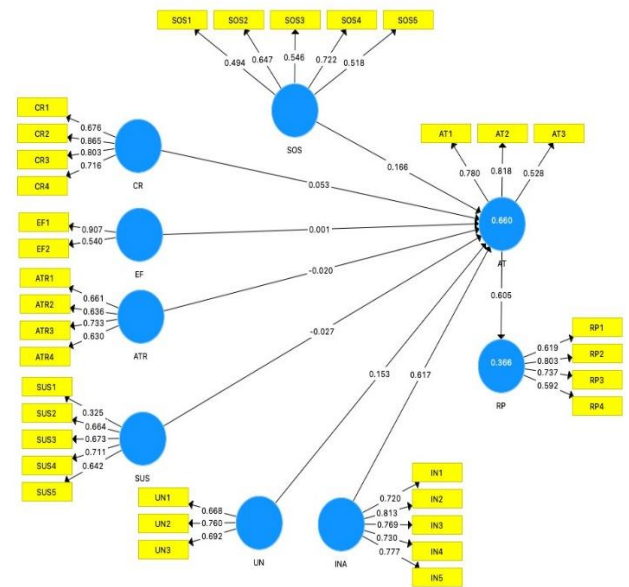 SOS1 SOS2 SOS3 SOS4 SOS5
0.494 0.647 0.546 0.722 0.518
SOS
CR1
CR2
CR3
CR4
0.676
0.865
0.803
0.716
CR
AT1 AT2 AT3
0.780 0.818 0.528
0.166
0.053
0.660
AT
EF1
EF2
0.907
0.540
EF
0.001
ATR1
ATR2
ATR3
ATR4
0.661
0.636
0.733
0.630
ATR
-0.020
-0.027
0.605
0.366
RP
RP1
RP2
RP3
RP4
0.619
0.803
0.737
0.592
SUS1
SUS2
SUS3
SUS4
SUS5
0.325
0.664
0.673
0.711
0.642
SUS
0.153
0.617
UN1
UN2
UN3
0.668
0.760
0.692
UN
INA
IN1
IN2
IN3
IN4
IN5
0.720
0.813
0.769
0.730
0.777